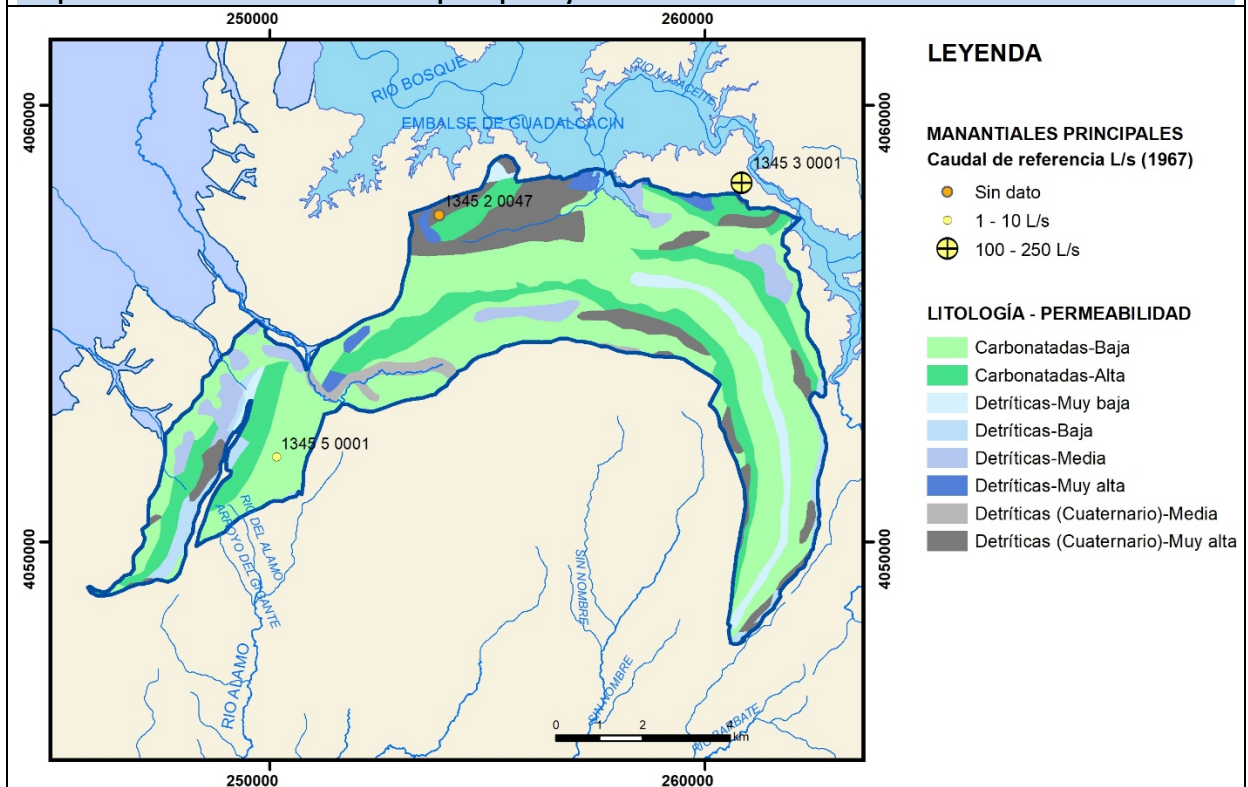 250000
260000
4060000
4060000
RIO BOSQUE
RIO MAJACEITE
EMBALSE DE GUADALCACIN
1345 3 0001
1345 2 0047
1345 5 0001
RIO DEL ALAMO
ARROYO DEL GIGANTE
4050000
4050000
SIN NOMBRE
RIO ALAMO
SIN NOMBRE
RIO BARBATE
0 1 2 4
km
250000
260000
LEYENDA
MANANTIALES PRINCIPALES
Caudal de referencia L/s (1967)
Sin dato
1 - 10 L/s
100 - 250 L/s
LITOLOGÍA - PERMEABILIDAD
Carbonatadas-Baja
Carbonatadas-Alta
Detríticas-Muy baja
Detríticas-Baja
Detríticas-Media
Detríticas-Muy alta
Detríticas (Cuaternario)-Media
Detríticas (Cuaternario)-Muy alta